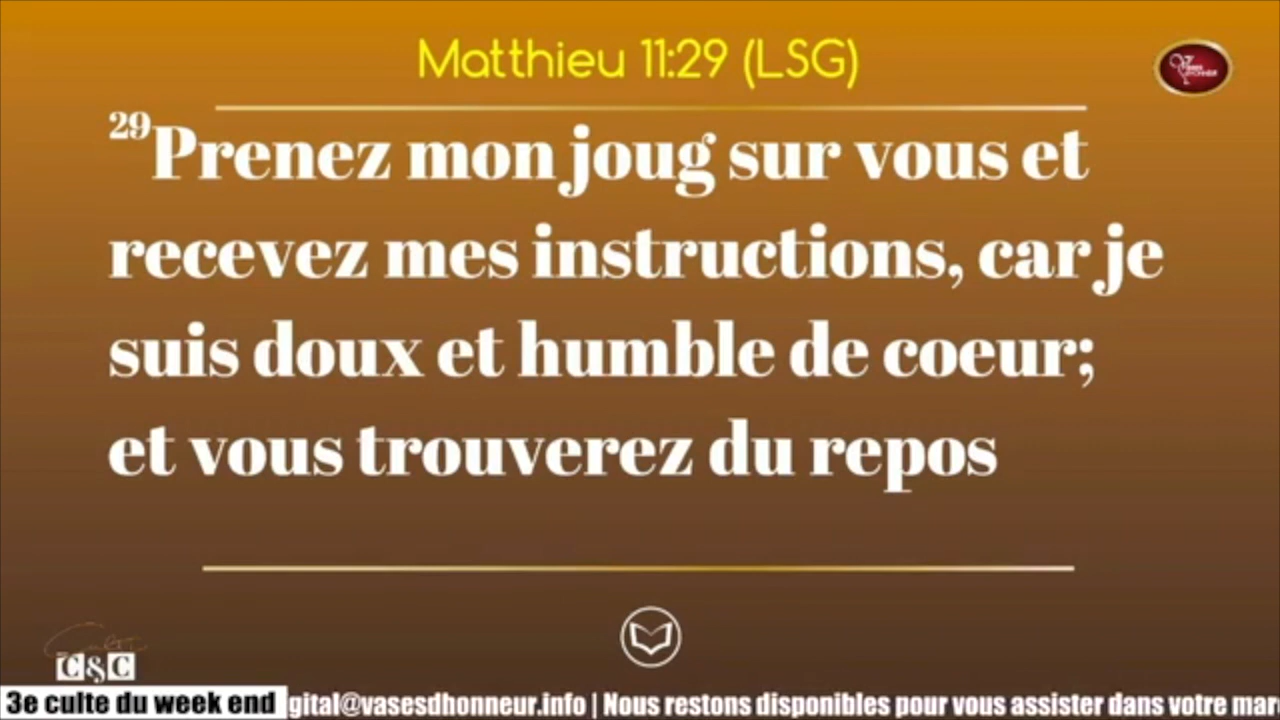 Matthieu 11:29 (LSG)
29Prenez mon joug sur vous et
recevez mes instructions, car je
suis doux et humble de coeur;
et vous trouverez du repos
C&C
3e culte du week end
gital@vasesdhonneur.info | Nous restons disponibles pour vous assister dans votre mar